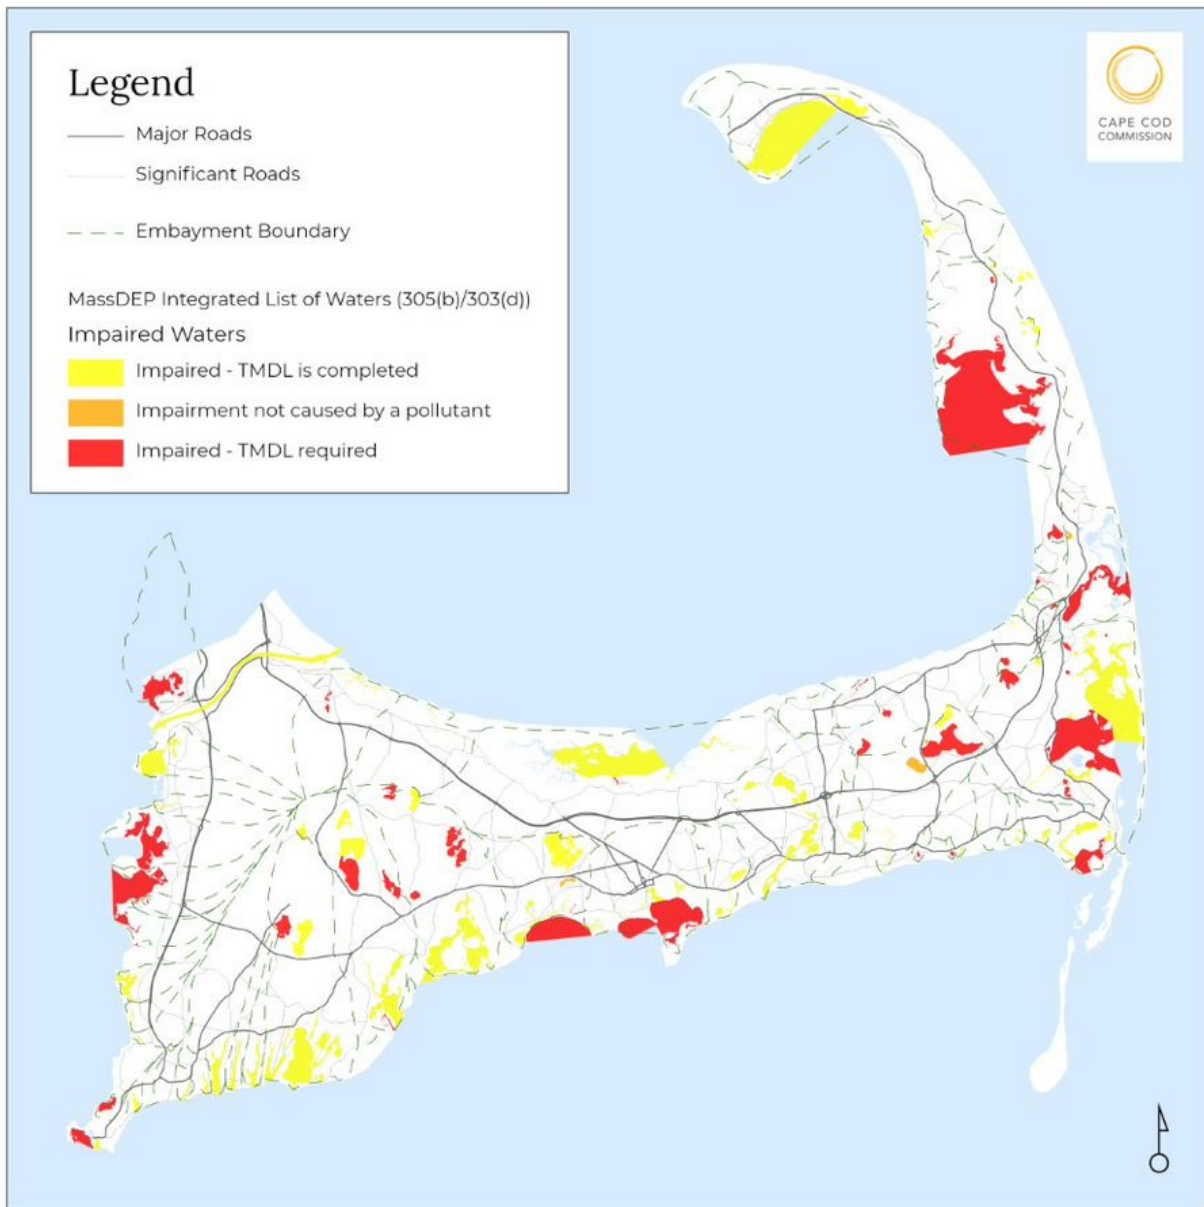 Legend
Major Roads
Significant Roads
Embayment Boundary
MassDEP Integrated List of Waters (305(b)/303(d))
Impaired Waters
Impaired - TMDL is completed
Impairment not caused by a pollutant
Impaired - TMDL required
CAPE COD
COMMISSION